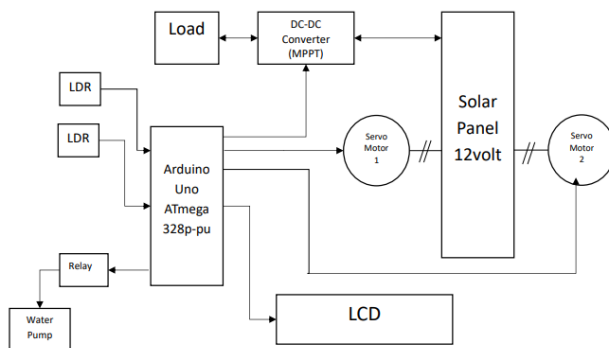 Load
DC-DC
Converter
(MPPT)
LDR
LDR
Solar
Panel
12volt
Servo
Motor
1
Servo
Motor
2
Arduino
Uno
ATmega
328p-pu
Relay
Water
Pump
LCD